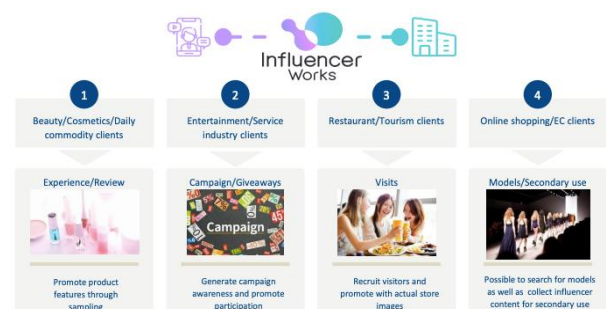 Influencer
Works
1
Beauty/Cosmetics/Daily
commodity clients
Experience/Review
Promote product
features through
sampling
2
Entertainment/Service
industry clients
Campaign/Giveaways
Campaign
Generate campaign
awareness and promote
participation
3
Restaurant/Tourism clients
Visits
Recruit visitors and
promote with actual store
images
4
Online shopping/EC clients
Models/Secondary use
Possible to search for models
as well as collect influencer
content for secondary use